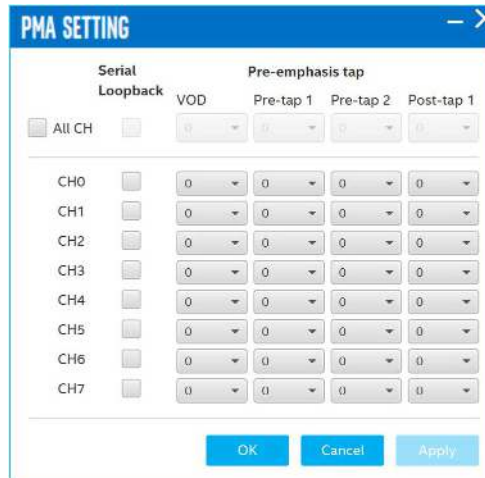 PMA SETTING
Serial Loopback
Pre-emphasis tap
VOD Pre-tap 1 Pre-tap 2 Post-tap 1
All CH 0 0 0 0
CH0 0 0 0 0
CH1 0 0 0 0
CH2 0 0 0 0
CH3 0 0 0 0
CH4 0 0 0 0
CH5 0 0 0 0
CH6 0 0 0 0
CH7 0 0 0 0
OK Cancel Apply